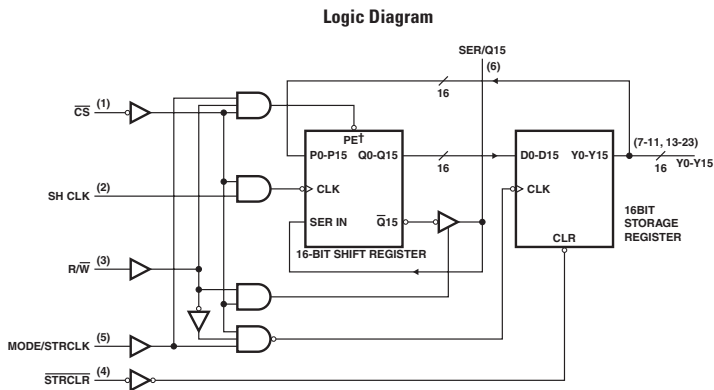 Logic Diagram
SER/Q15
(6)
16
16
CS̅ (1)
PE†
P0-P15 Q0-Q15
16
D0-D15 Y0-Y15
(7-11, 13-23)
16 Y0-Y15
SH CLK (2)
CLK
CLK
SER IN
Q̅15
16BIT
STORAGE
REGISTER
CLR
16-BIT SHIFT REGISTER
R/W̅ (3)
MODE/STRCLK (5)
STRCLR (4)